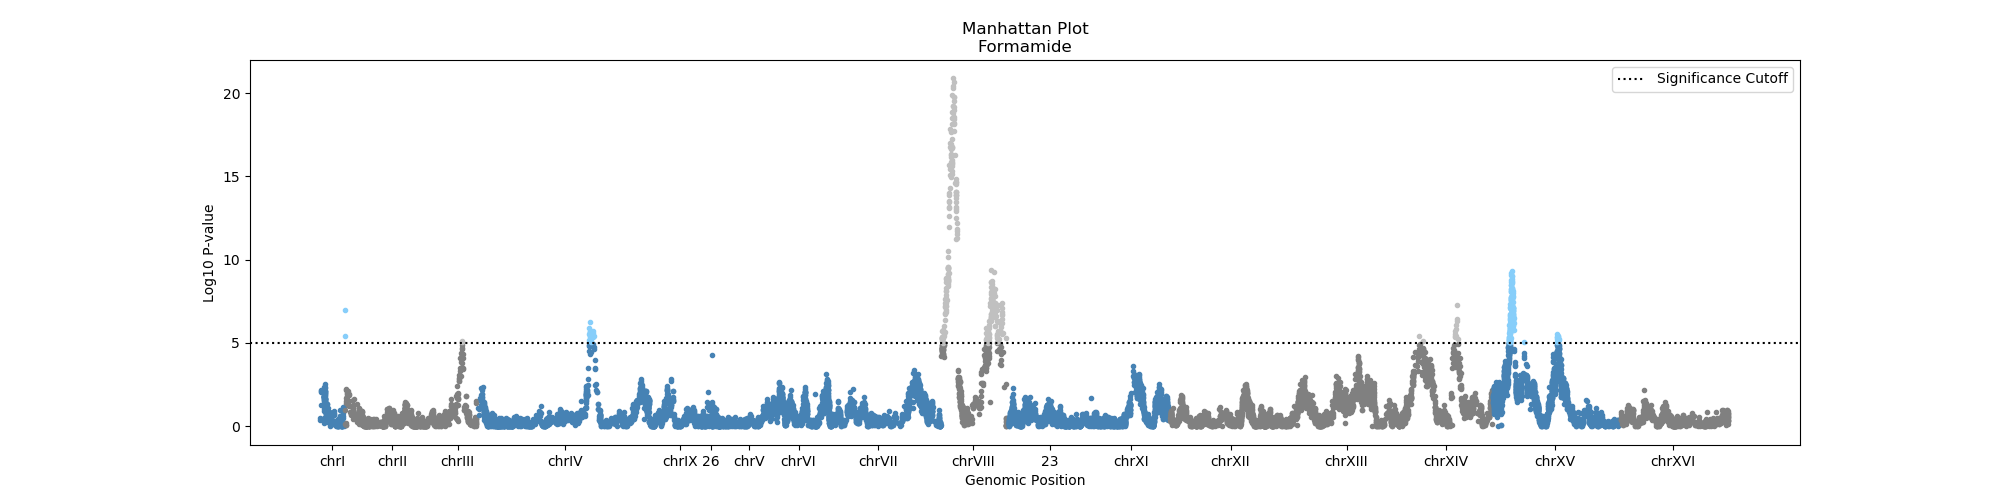 Manhattan Plot
Formamide
Significance Cutoff
Log10 P-value
20
15
10
5
0
chrI chrII chrIII chrIV chrIX 26 chrV chrVI chrVII chrVIII 23 chrXI chrXII chrXIII chrXIV chrXV chrXVI
Genomic Position